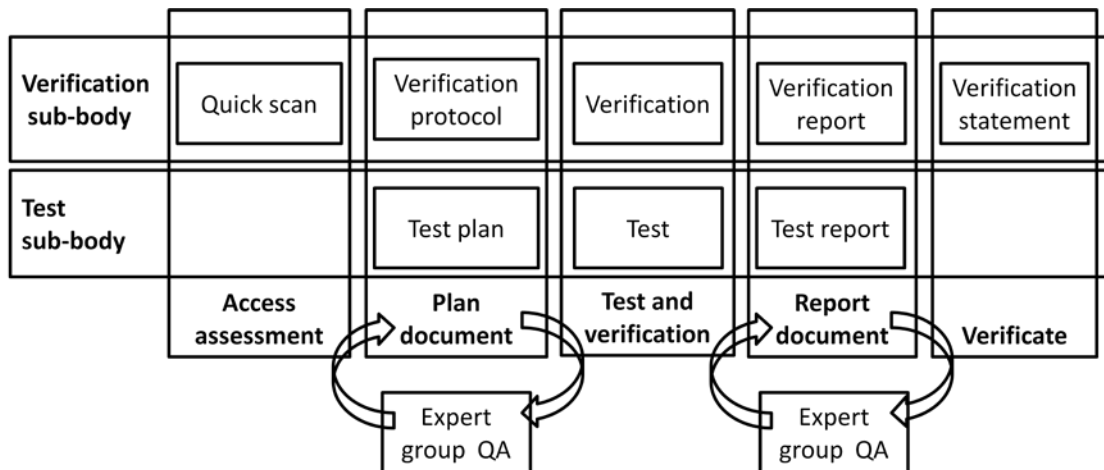 Verification
sub-body
Quick scan
Verification
protocol
Verification
Verification
report
Verification
statement
Test
sub-body
Test plan
Test
Test report
Access
assessment
Plan
document
Test and
verification
Report
document
Verificate
Expert
group QA
Expert
group QA